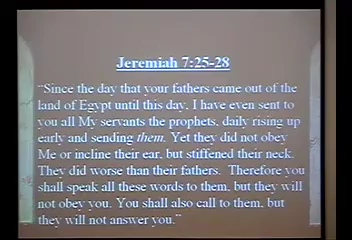 Jeremiah 7:25-28
"Since the day that your fathers came out of the
land of Egypt until this day, I have even sent to
you all My servants the prophets, daily rising up
early and sending them. Yet they did not obey
Me or incline their ear, but stiffened their neck.
They did worse than their fathers.  Therefore you
shall speak all these words to them, but they will
not obey you. You shall also call to them, but
they will not answer you."